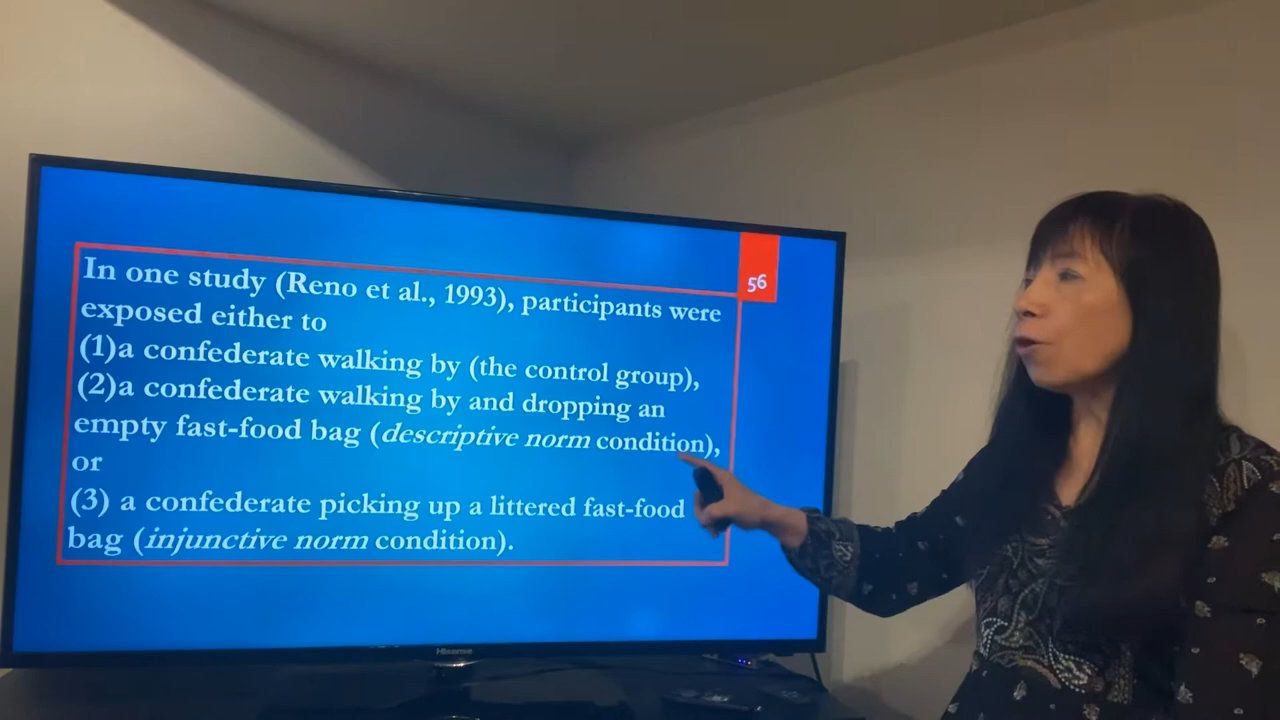 56
In one study (Reno et al., 1993), participants were
exposed either to
(1)a confederate walking by (the control group),
(2)a confederate walking by and dropping an
empty fast-food bag (descriptive norm condition),
or
(3) a confederate picking up a littered fast-food
bag (injunctive norm condition).
Hisense